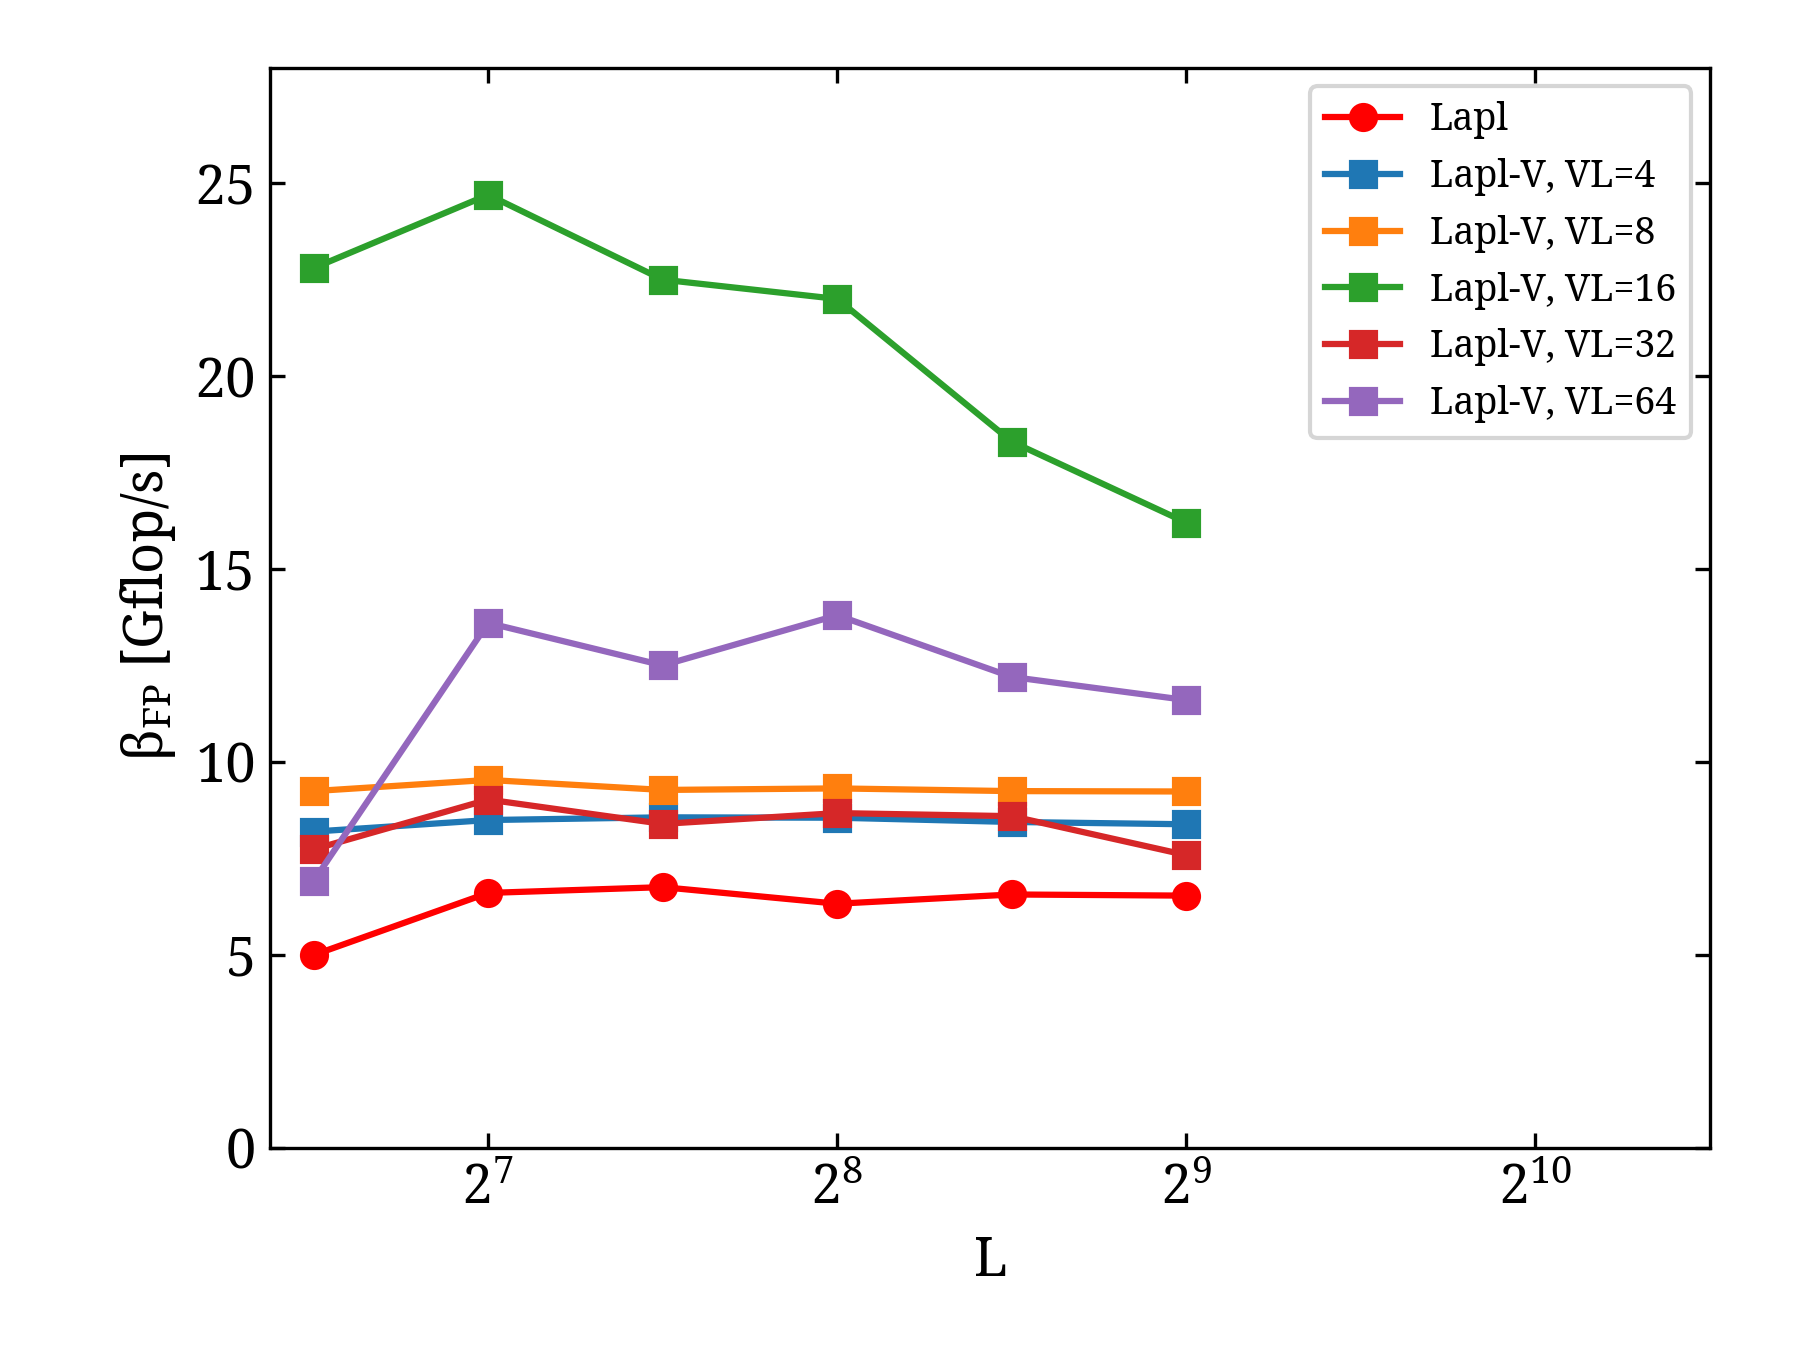 Lapl
Lapl-V, VL=4
Lapl-V, VL=8
Lapl-V, VL=16
Lapl-V, VL=32
Lapl-V, VL=64
25
20
15
10
5
0
β_FP [Gflop/s]
2^7 2^8 2^9 2^10
L